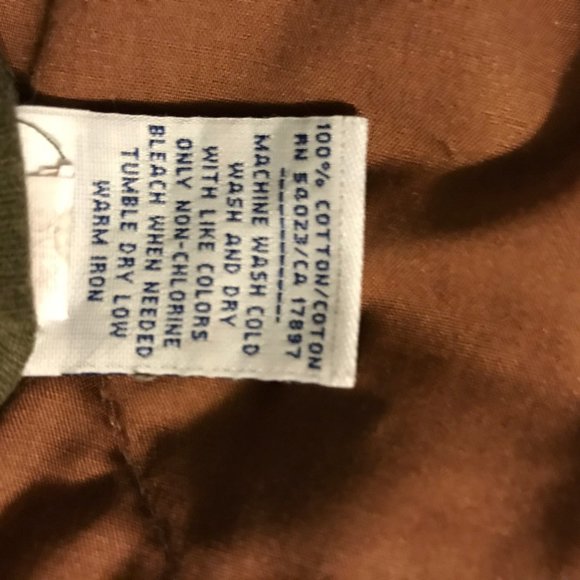 100% COTTON/COTON
RN 54023/CA 17897
------------
MACHINE WASH COLD
WASH AND DRY
WITH LIKE COLORS
ONLY NON-CHLORINE
BLEACH WHEN NEEDED
TUMBLE DRY LOW
WARM IRON